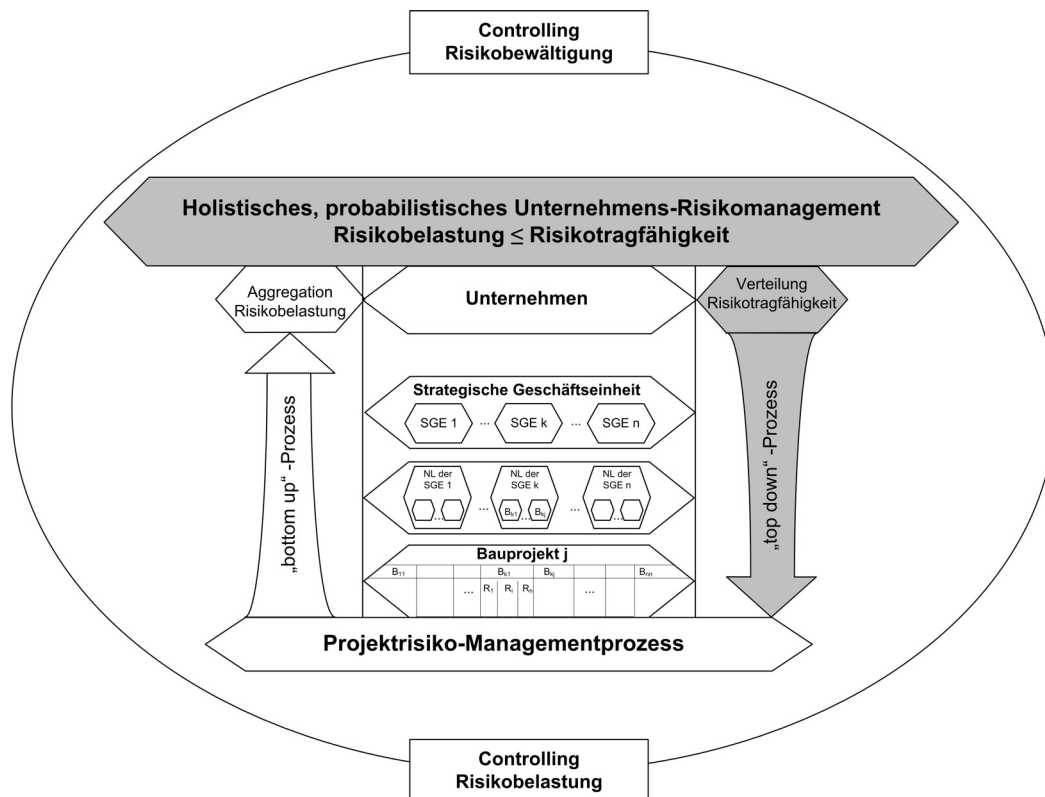 Controlling
Risikobewältigung
Holistisches, probabilistisches Unternehmens-Risikomanagement
Risikobelastung ≤ Risikotragfähigkeit
Aggregation
Risikobelastung
Unternehmen
Verteilung
Risikotragfähigkeit
„bottom up“ -Prozess
Strategische Geschäftseinheit
SGE 1 ... SGE k ... SGE n
NL der
SGE 1
...
...
NL der
SGE k
Bk1 ... Bkj
...
NL der
SGE n
...
„top down“ -Prozess
Bauprojekt j
B11 Bk1 Bkj Bnn
... R1 Ri Rn ...
Projektrisiko-Managementprozess
Controlling
Risikobelastung